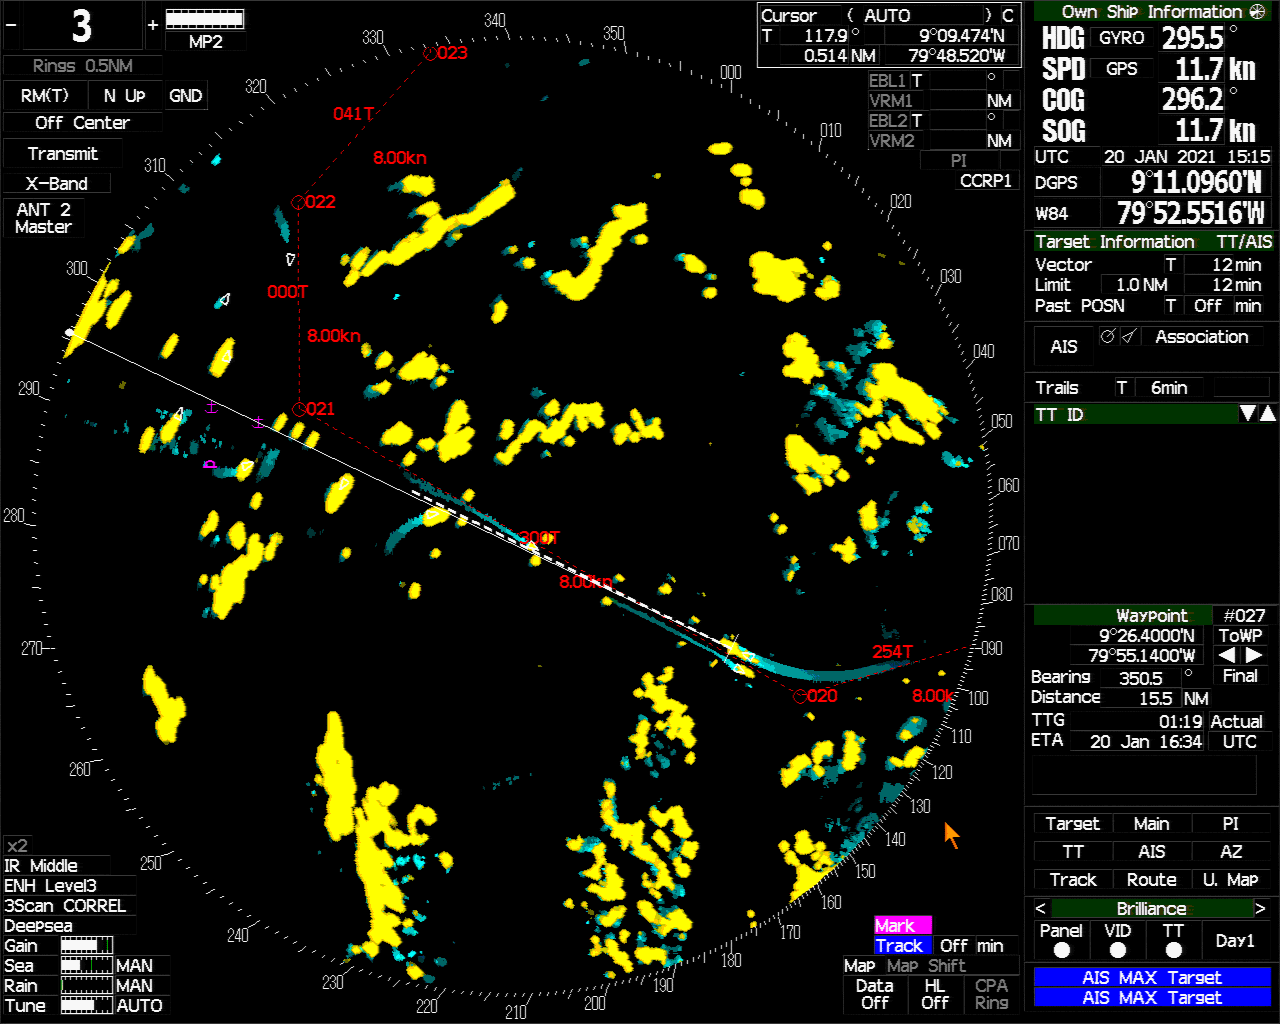 - 3 +
MP2
Rings 0.5NM
RM(T) N Up GND
Off Center
Transmit
X-Band
ANT 2
Master
Cursor ( AUTO ) C
T 117.9° 9°09.474'N
0.514 NM 79°48.520'W
EBL1 T °
VRM1 NM
EBL2 T °
VRM2 NM
PI
CCRP1
340
350
330
000
320
010
310
020
300
030
040
290
050
060
280
070
080
270
090
100
110
260
120
130
140
250
150
160
240
170
230
180
220
190
210
200
023
041T
8.00kn
022
000T
8.00kn
021
300T
8.00kn
254T
020
8.00k
Own Ship Information
HDG GYRO 295.5°
SPD GPS 11.7 kn
COG 296.2°
SOG 11.7 kn
UTC 20 JAN 2021 15:15
DGPS 9°11.0960'N
W84 79°52.5516'W
Target Information TT/AIS
Vector T 12 min
Limit 1.0 NM 12 min
Past POSN T Off min
AIS Association
Trails T 6min
TT ID
Waypoint #027
9°26.4000'N ToWP
79°55.1400'W
Bearing 350.5° Final
Distance 15.5 NM
TTG 01:19 Actual
ETA 20 Jan 16:34 UTC
Target Main PI
TT AIS AZ
Track Route U. Map
< Brilliance >
Panel VID TT Day1
AIS MAX Target
AIS MAX Target
x2
IR Middle
ENH Level3
3Scan CORREL
Deepsea
Gain
Sea MAN
Rain MAN
Tune AUTO
Mark
Track Off min
Map Map Shift
Data Off HL Off CPA Ring